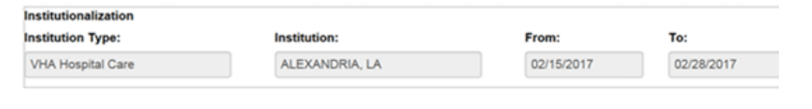 Institutionalization
Institution Type: Institution: From: To:
VHA Hospital Care ALEXANDRIA, LA 02/15/2017 02/28/2017